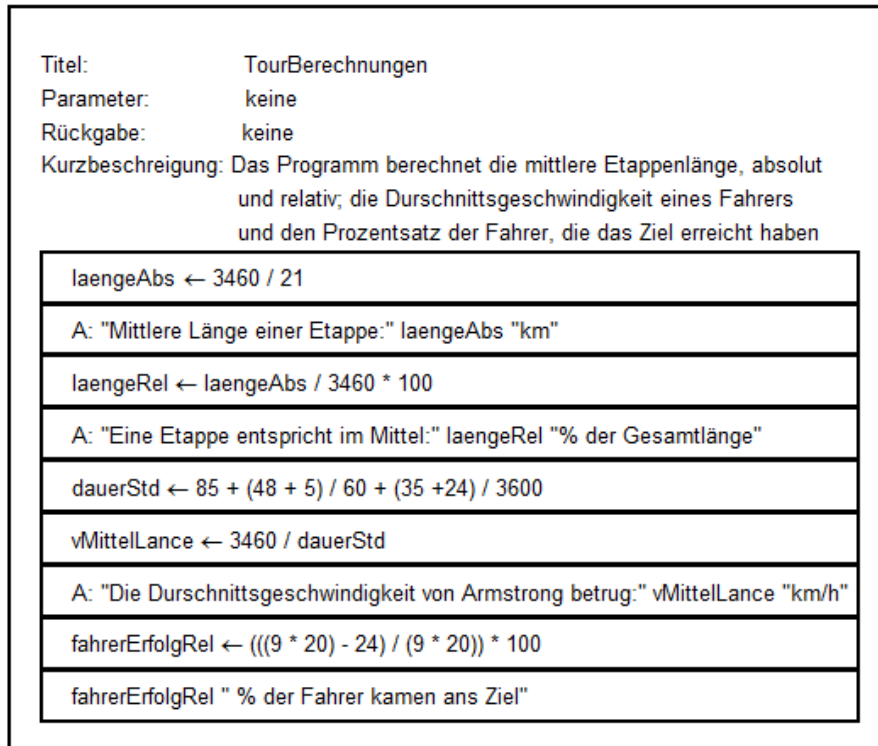 Titel: TourBerechnungen
Parameter: keine
Rückgabe: keine
Kurzbeschreigung: Das Programm berechnet die mittlere Etappenlänge, absolut
und relativ; die Durschnittsgeschwindigkeit eines Fahrers
und den Prozentsatz der Fahrer, die das Ziel erreicht haben
laengeAbs ← 3460 / 21
A: "Mittlere Länge einer Etappe:" laengeAbs "km"
laengeRel ← laengeAbs / 3460 * 100
A: "Eine Etappe entspricht im Mittel:" laengeRel "% der Gesamtlänge"
dauerStd ← 85 + (48 + 5) / 60 + (35 +24) / 3600
vMittelLance ← 3460 / dauerStd
A: "Die Durschnittsgeschwindigkeit von Armstrong betrug:" vMittelLance "km/h"
fahrerErfolgRel ← (((9 * 20) - 24) / (9 * 20)) * 100
fahrerErfolgRel " % der Fahrer kamen ans Ziel"